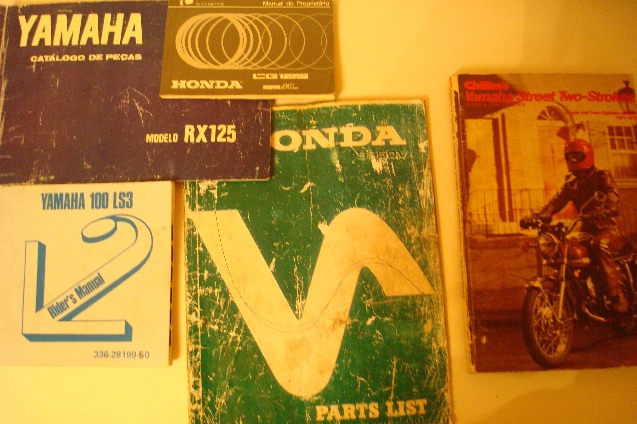 YAMAHA
CATÁLOGO DE PEÇAS
MODELO RX125
Manual do Proprietário
HONDA CG125
YAMAHA 100 LS3
Rider's Manual
336-28199-60
HONDA
PARTS LIST
Chilton's
Yamaha Street Two-Strokes